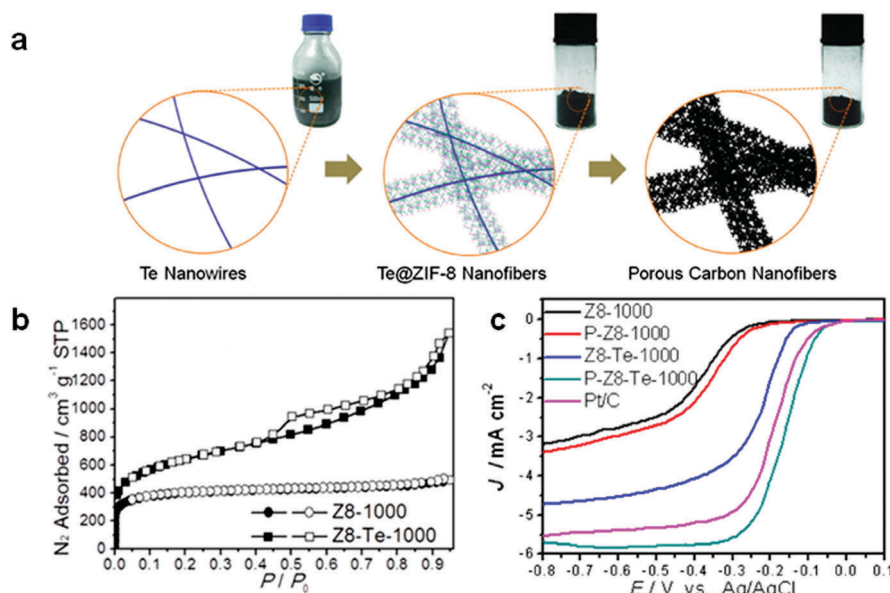 a
Te Nanowires
Te@ZIF-8 Nanofibers
Porous Carbon Nanofibers
b
N₂ Adsorbed / cm³ g⁻¹ STP
1600
1400
1200
1000
800
600
400
200
0
Z8-1000
Z8-Te-1000
0.0 0.1 0.2 0.3 0.4 0.5 0.6 0.7 0.8 0.9
P/ P₀
c
J / mA cm⁻²
0
-1
-2
-3
-4
-5
-6
Z8-1000
P-Z8-1000
Z8-Te-1000
P-Z8-Te-1000
Pt/C
-0.8 -0.7 -0.6 -0.5 -0.4 -0.3 -0.2 -0.1 0.0 0.1
E / V vs. Ag/AgCl